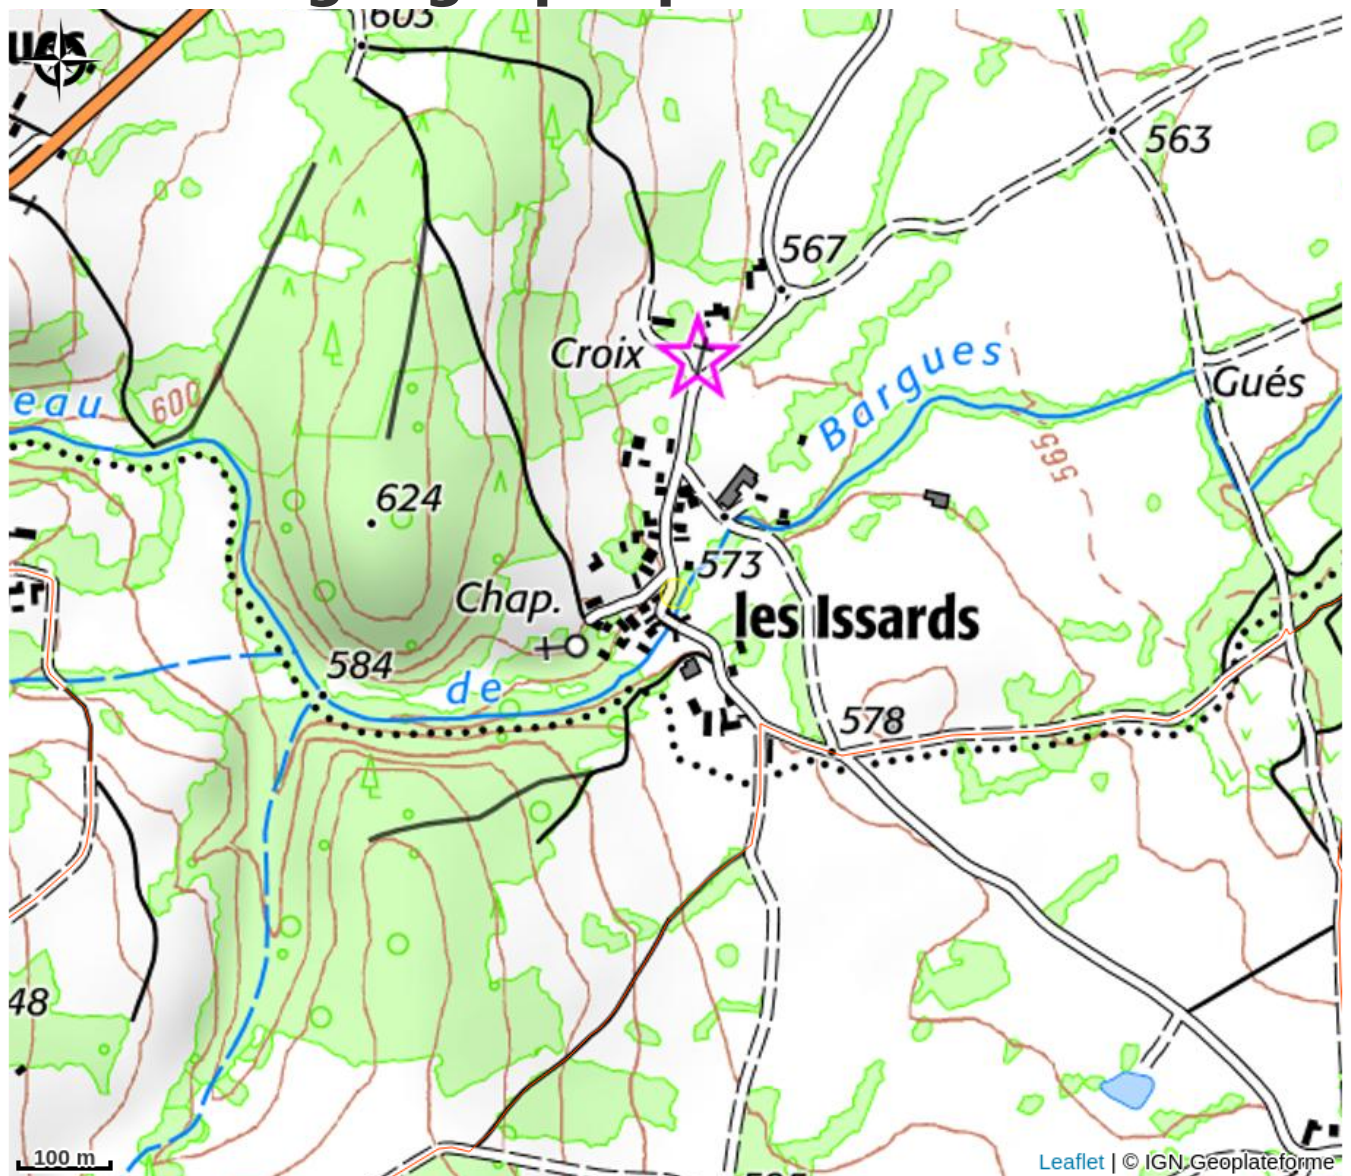 603
563
567
Croix
Bargues
Gués
eau
600
565
624
573
Chap.
les Issards
584
de
578
48
100 m
Leaflet | © IGN Geoplateforme